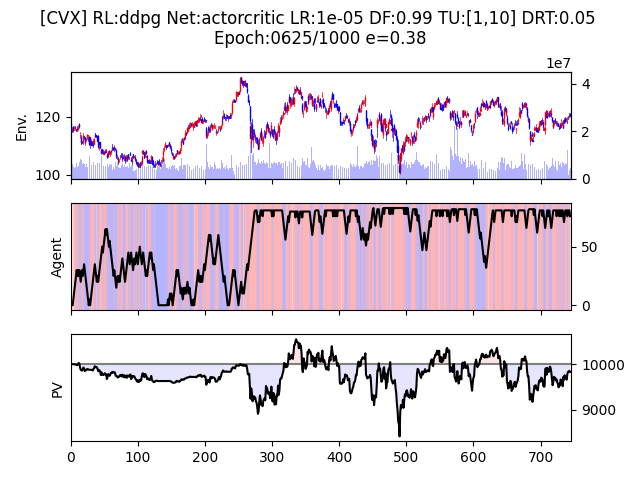 [CVX] RL:ddpg Net:actorcritic LR:1e-05 DF:0.99 TU:[1,10] DRT:0.05
Epoch:0625/1000 e=0.38
1e7
Env.
120
100
4
2
0
Agent
50
0
PV
10000
9000
0 100 200 300 400 500 600 700